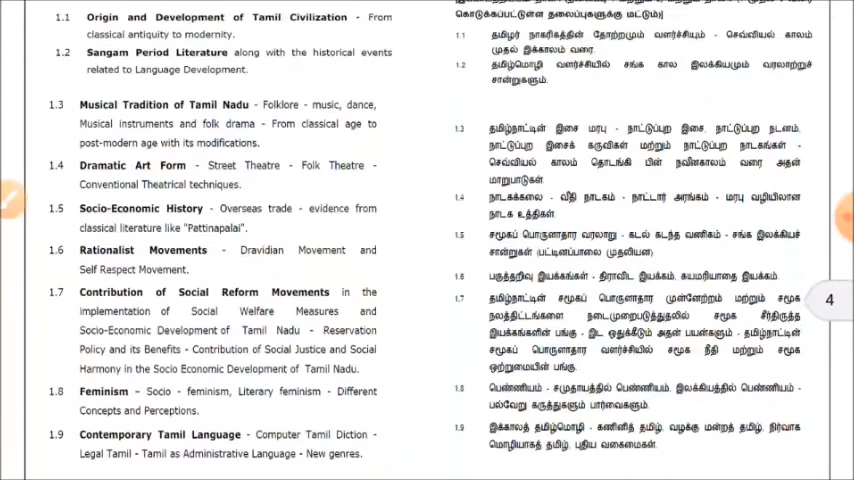 1.1 Origin and Development of Tamil Civilization - From
classical antiquity to modernity.
1.2 Sangam Period Literature along with the historical events
related to Language Development.
1.3 Musical Tradition of Tamil Nadu - Folklore - music, dance,
Musical instruments and folk drama - From classical age to
post-modern age with its modifications.
1.4 Dramatic Art Form - Street Theatre - Folk Theatre -
Conventional Theatrical techniques.
1.5 Socio-Economic History - Overseas trade - evidence from
classical literature like "Pattinapalai".
1.6 Rationalist Movements - Dravidian Movement and
Self Respect Movement.
1.7 Contribution of Social Reform Movements in the
implementation of Social Welfare Measures and
Socio-Economic Development of Tamil Nadu - Reservation
Policy and its Benefits - Contribution of Social Justice and Social
Harmony in the Socio Economic Development of Tamil Nadu.
1.8 Feminism – Socio - feminism, Literary feminism - Different
Concepts and Perceptions.
1.9 Contemporary Tamil Language - Computer Tamil Diction -
Legal Tamil - Tamil as Administrative Language - New genres.
கொடுக்கப்பட்டுள்ள தலைப்புகளுக்கு மட்டும்)]
1.1 தமிழர் நாகரிகத்தின் தோற்றமும் வளர்ச்சியும் - செவ்வியல் காலம்
முதல் இக்காலம் வரை.
1.2 தமிழ்மொழி வளர்ச்சியில் சங்க கால இலக்கியமும் வரலாற்றுச்
சான்றுகளும்.
1.3 தமிழ்நாட்டின் இசை மரபு - நாட்டுப்புற இசை, நாட்டுப்புற நடனம்,
நாட்டுப்புற இசைக் கருவிகள் மற்றும் நாட்டுப்புற நாடகங்கள் -
செவ்வியல் காலம் தொடங்கி பின் நவீனகாலம் வரை அதன்
மாறுபாடுகள்.
1.4 நாடகக்கலை - வீதி நாடகம் - நாட்டார் அரங்கம் - மரபு வழியிலான
நாடக உத்திகள்.
1.5 சமூகப் பொருளாதார வரலாறு - கடல் கடந்த வணிகம் - சங்க இலக்கியச்
சான்றுகள் (பட்டினப்பாலை முதலியன)
1.6 பகுத்தறிவு இயக்கங்கள் - திராவிட இயக்கம், சுயமரியாதை இயக்கம்.
1.7 தமிழ்நாட்டின் சமூகப் பொருளாதார முன்னேற்றம் மற்றும் சமூக
நலத்திட்டங்களை நடைமுறைபடுத்துதலில் சமூக சீர்திருத்த
இயக்கங்களின் பங்கு - இட ஒதுக்கீடும் அதன் பயன்களும் - தமிழ்நாட்டின்
சமூகப் பொருளாதார வளர்ச்சியில் சமூக நீதி மற்றும் சமூக
ஒற்றுமையின் பங்கு.
1.8 பெண்ணியம் - சமுதாயத்தில் பெண்ணியம், இலக்கியத்தில் பெண்ணியம் -
பல்வேறு கருத்துகளும் பார்வைகளும்.
1.9 இக்காலத் தமிழ்மொழி - கணினித் தமிழ், வழக்கு மன்றத் தமிழ், நிர்வாக
மொழியாகத் தமிழ், புதிய வகைமைகள்.
4